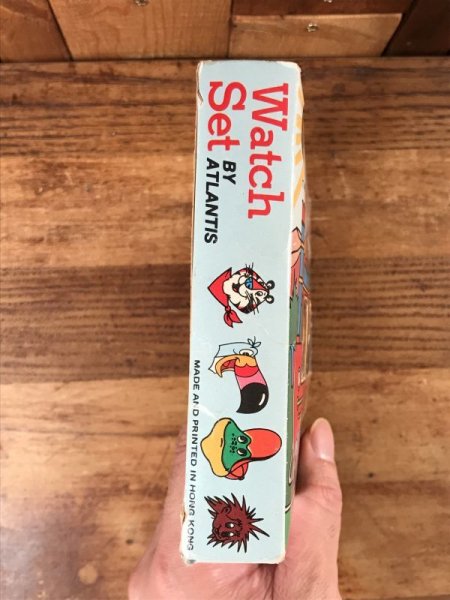 Watch
Set BY
ATLANTIS
MADE AND PRINTED IN HONG KONG